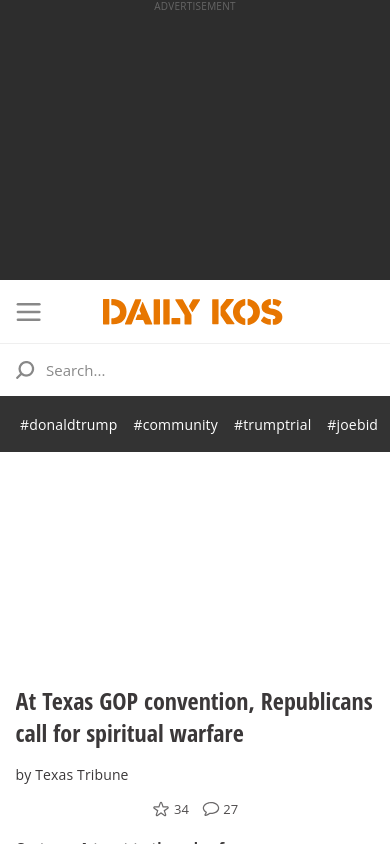 ADVERTISEMENT
DAILY KOS
Search...
#donaldtrump #community #trumptrial #joebid
At Texas GOP convention, Republicans
call for spiritual warfare
by Texas Tribune
34 27